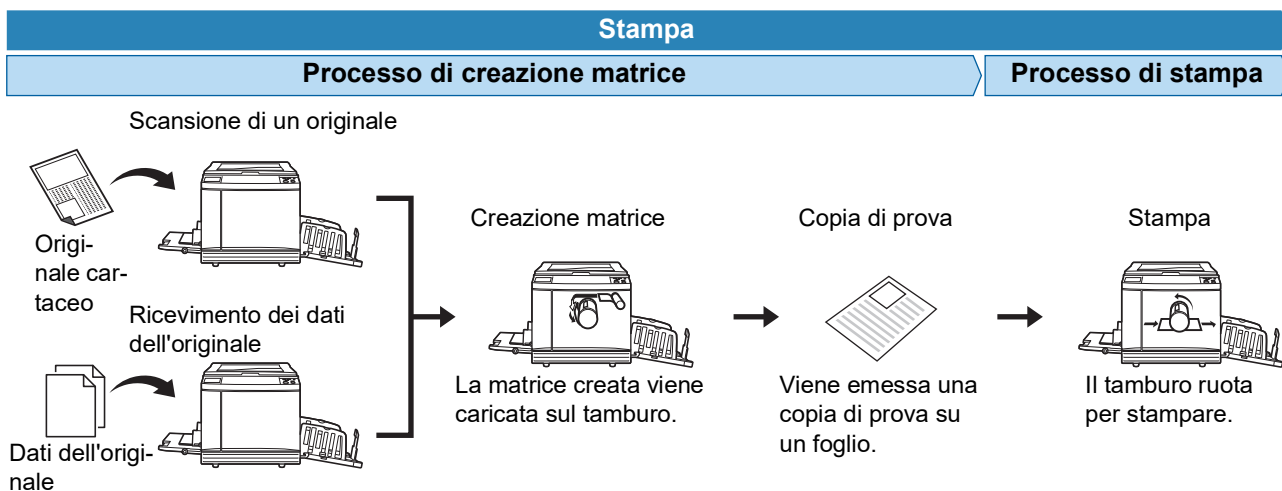 Stampa
Processo di creazione matrice
Processo di stampa
Scansione di un originale
Origi-
nale car-
taceo
Ricevimento dei dati
dell'originale
Dati dell'origi-
nale
Creazione matrice
La matrice creata viene
caricata sul tamburo.
Copia di prova
Viene emessa una
copia di prova su
un foglio.
Stampa
Il tamburo ruota
per stampare.